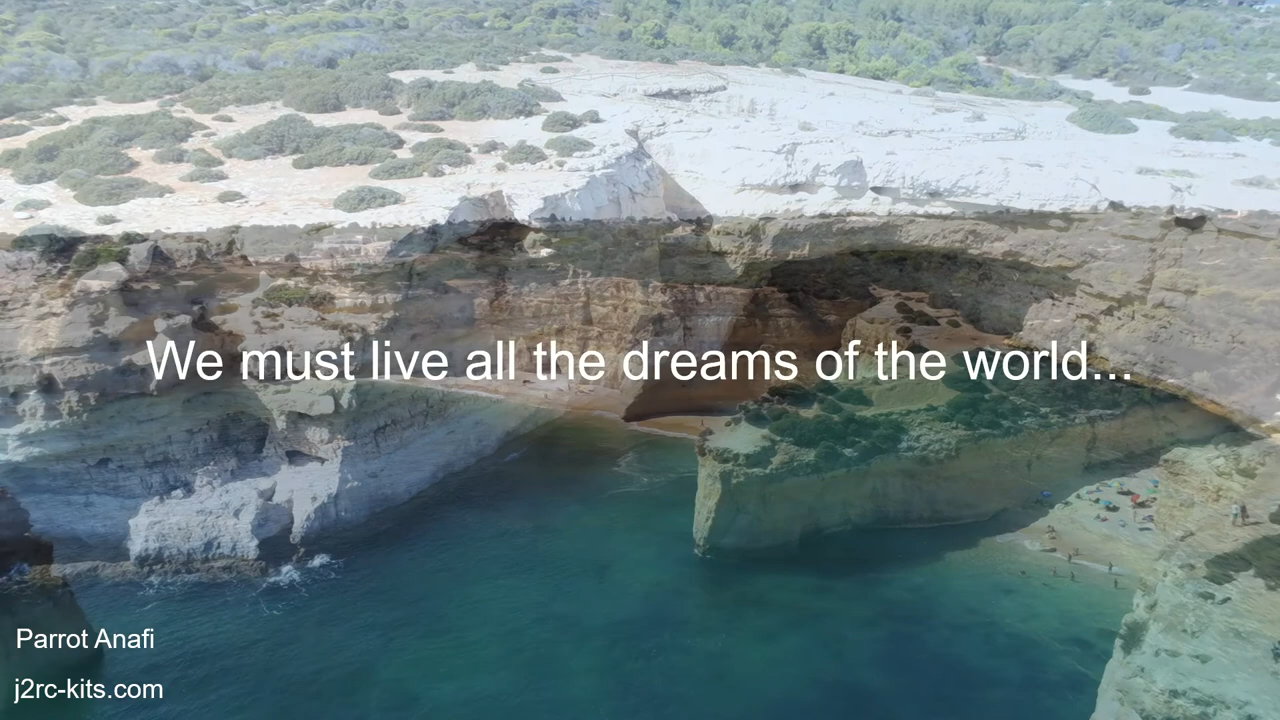 We must live all the dreams of the world...
Parrot Anafi
j2rc-kits.com